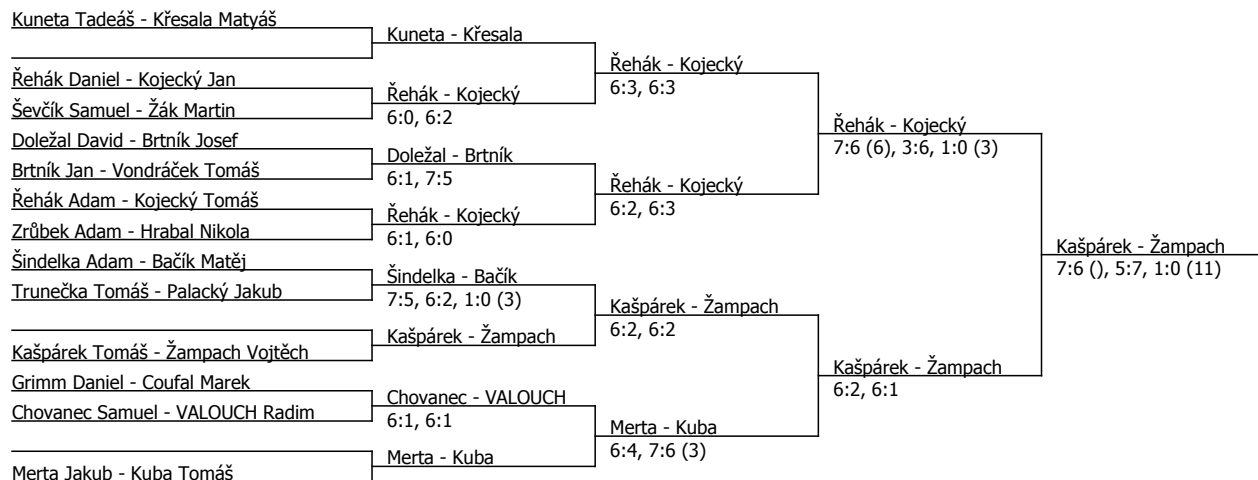 Kuneta Tadeáš - Křesala Matyáš
Řehák Daniel - Kojecký Jan
Ševčík Samuel - Žák Martin
Doležal David - Brtník Josef
Brtník Jan - Vondráček Tomáš
Řehák Adam - Kojecký Tomáš
Zrůbek Adam - Hrabal Nikola
Šindelka Adam - Bačík Matěj
Trunečka Tomáš - Palacký Jakub
Kašpárek Tomáš - Žampach Vojtěch
Grimm Daniel - Coufal Marek
Chovanec Samuel - VALOUCH Radim
Merta Jakub - Kuba Tomáš
Kuneta - Křesala
Řehák - Kojecký
6:0, 6:2
Doležal - Brtník
6:1, 7:5
Řehák - Kojecký
6:1, 6:0
Šindelka - Bačík
7:5, 6:2, 1:0 (3)
Kašpárek - Žampach
Chovanec - VALOUCH
6:1, 6:1
Merta - Kuba
Řehák - Kojecký
6:3, 6:3
Řehák - Kojecký
6:2, 6:3
Kašpárek - Žampach
6:2, 6:2
Merta - Kuba
6:4, 7:6 (3)
Řehák - Kojecký
7:6 (6), 3:6, 1:0 (3)
Kašpárek - Žampach
6:2, 6:1
Kašpárek - Žampach
7:6 (), 5:7, 1:0 (11)